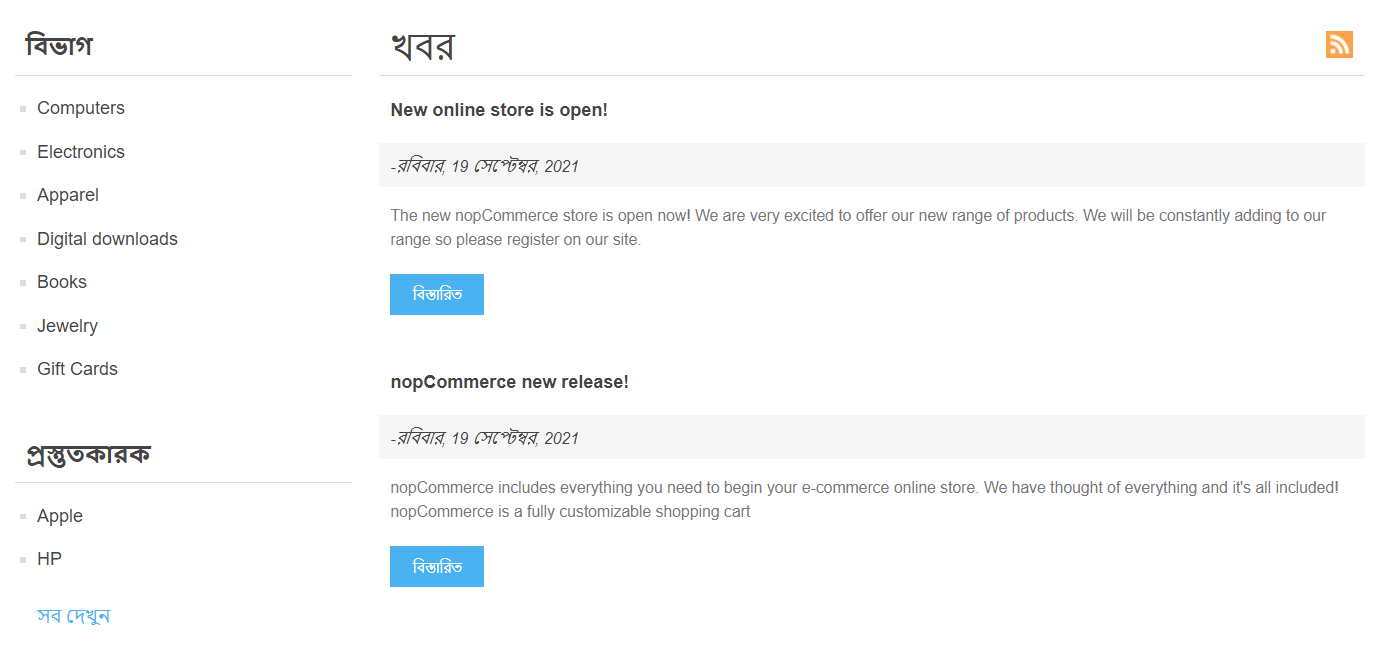 বিভাগ
Computers
Electronics
Apparel
Digital downloads
Books
Jewelry
Gift Cards
প্রস্তুতকারক
Apple
HP
সব দেখুন
খবর
New online store is open!
-রবিবার, 19 সেপ্টেম্বর, 2021
The new nopCommerce store is open now! We are very excited to offer our new range of products. We will be constantly adding to our
range so please register on our site.
বিস্তারিত
nopCommerce new release!
-রবিবার, 19 সেপ্টেম্বর, 2021
nopCommerce includes everything you need to begin your e-commerce online store. We have thought of everything and it's all included!
nopCommerce is a fully customizable shopping cart
বিস্তারিত